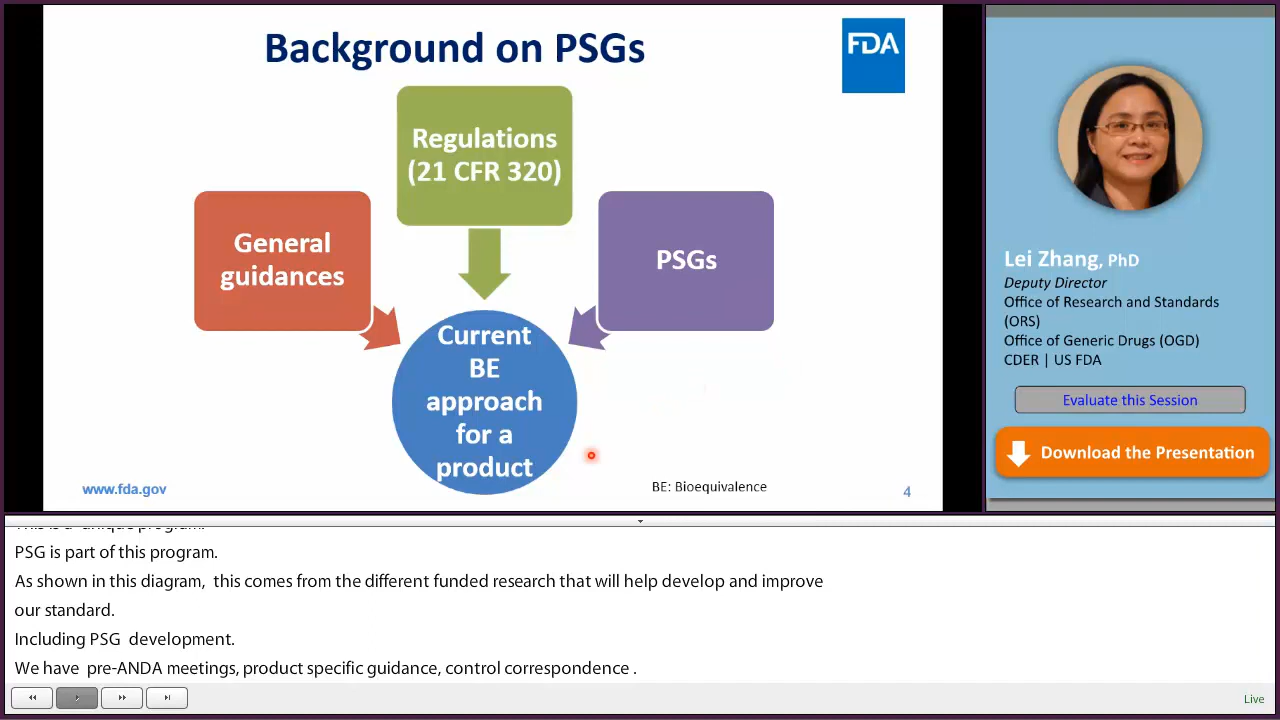 Background on PSGs
FDA
Regulations
(21 CFR 320)
General
guidances
PSGs
Current
BE
approach
for a
product
www.fda.gov
BE: Bioequivalence
4
Lei Zhang, PhD
Deputy Director
Office of Research and Standards
(ORS)
Office of Generic Drugs (OGD)
CDER | US FDA
Evaluate this Session
Download the Presentation
This is a unique program.
PSG is part of this program.
As shown in this diagram, this comes from the different funded research that will help develop and improve
our standard.
Including PSG development.
We have pre-ANDA meetings, product specific guidance, control correspondence .
Live